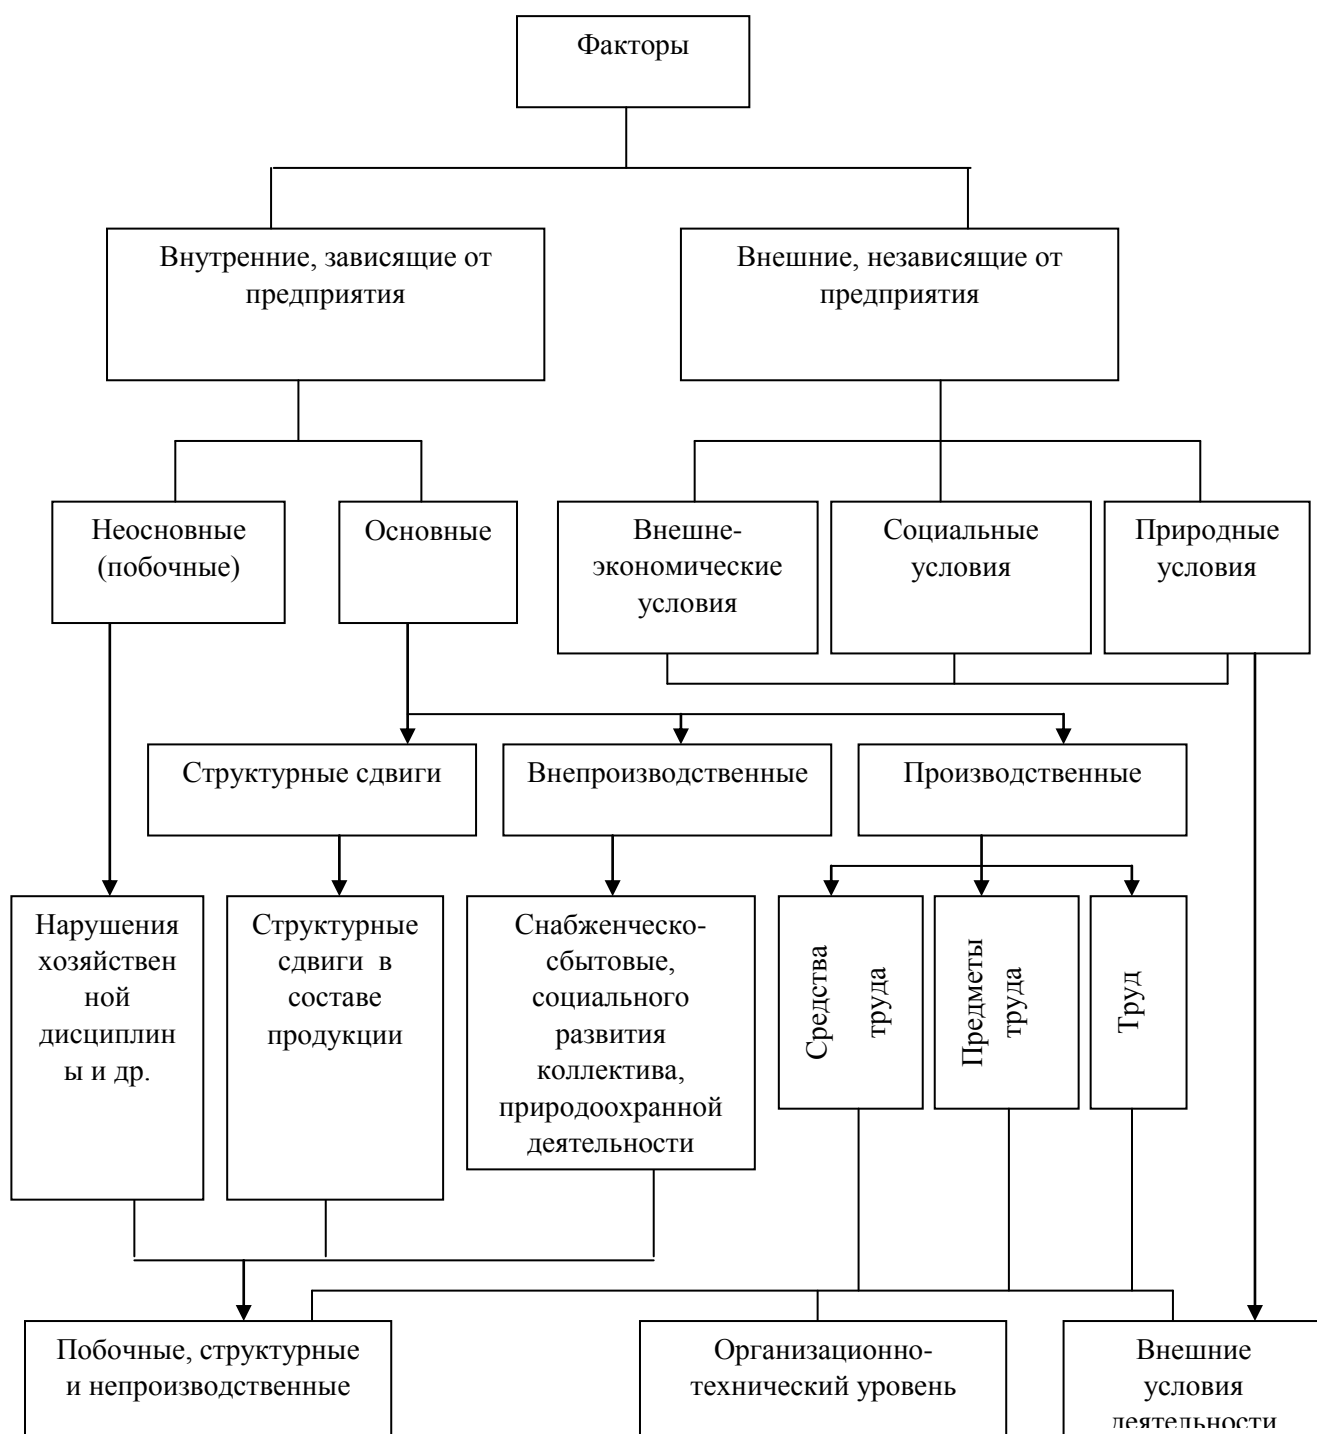 Факторы
Внутренние, зависящие от
предприятия
Внешние, независящие от
предприятия
Неосновные
(побочные)
Основные
Внешне-
экономические
условия
Социальные
условия
Природные
условия
Структурные сдвиги
Внепроизводственные
Производственные
Нарушения
хозяйствен
ной
дисциплин
ы и др.
Структурные
сдвиги в
составе
продукции
Снабженческо-
сбытовые,
социального
развития
коллектива,
природоохранной
деятельности
Средства
труда
Предметы
труда
Труд
Побочные, структурные
и непроизводственные
Организационно-
технический уровень
Внешние
условия
деятельности